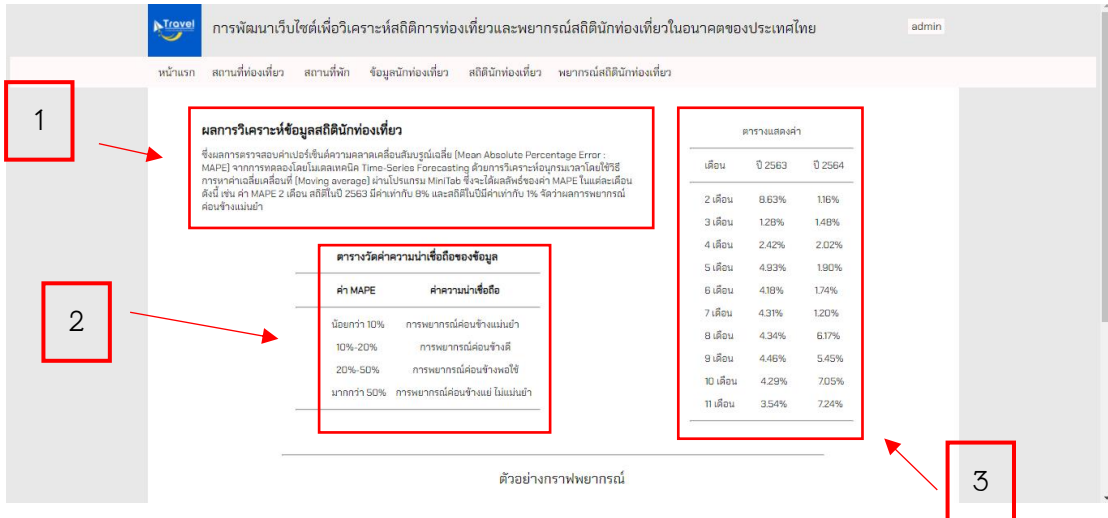 Travel
การพัฒนาเว็บไซต์เพื่อวิเคราะห์สถิติการท่องเที่ยวและพยากรณ์สถิตินักท่องเที่ยวในอนาคตของประเทศไทย
admin
หน้าแรก สถานที่ท่องเที่ยว สถานที่พัก ข้อมูลนักท่องเที่ยว สถิตินักท่องเที่ยว พยากรณ์สถิตินักท่องเที่ยว
1
ผลการวิเคราะห์ข้อมูลสถิตินักท่องเที่ยว
ซึ่งผลการตรวจสอบค่าเปอร์เซ็นต์ความคลาดเคลื่อนสัมบูรณ์เฉลี่ย (Mean Absolute Percentage Error :
MAPE) จากการทดลองโดยโมเดลเทคนิค Time-Series Forecasting ด้วยการวิเคราะห์อนุกรมเวลาโดยใช้วิธี
การหาค่าเฉลี่ยเคลื่อนที่ (Moving average) ผ่านโปรแกรม MiniTab ซึ่งจะได้ผลลัพธ์ของค่า MAPE ในแต่ละเดือน
ดังนี้ เช่น ค่า MAPE 2 เดือน สถิติในปี 2563 มีค่าเท่ากับ 8% และสถิติในปีมีค่าเท่ากับ 1% จัดว่าผลการพยากรณ์
ค่อนข้างแม่นยำ
2
ตารางวัดค่าความน่าเชื่อถือของข้อมูล
ค่า MAPE ค่าความน่าเชื่อถือ
น้อยกว่า 10% การพยากรณ์ค่อนข้างแม่นยำ
10%-20% การพยากรณ์ค่อนข้างดี
20%-50% การพยากรณ์ค่อนข้างพอใช้
มากกว่า 50% การพยากรณ์ค่อนข้างแย่ ไม่แม่นยำ
ตารางแสดงค่า
เดือน ปี 2563 ปี 2564
2 เดือน 8.63% 1.16%
3 เดือน 1.28% 1.48%
4 เดือน 2.42% 2.02%
5 เดือน 4.93% 1.90%
6 เดือน 4.18% 1.74%
7 เดือน 4.31% 1.20%
8 เดือน 4.34% 6.17%
9 เดือน 4.46% 5.45%
10 เดือน 4.29% 7.05%
11 เดือน 3.54% 7.24%
3
ตัวอย่างกราฟพยากรณ์